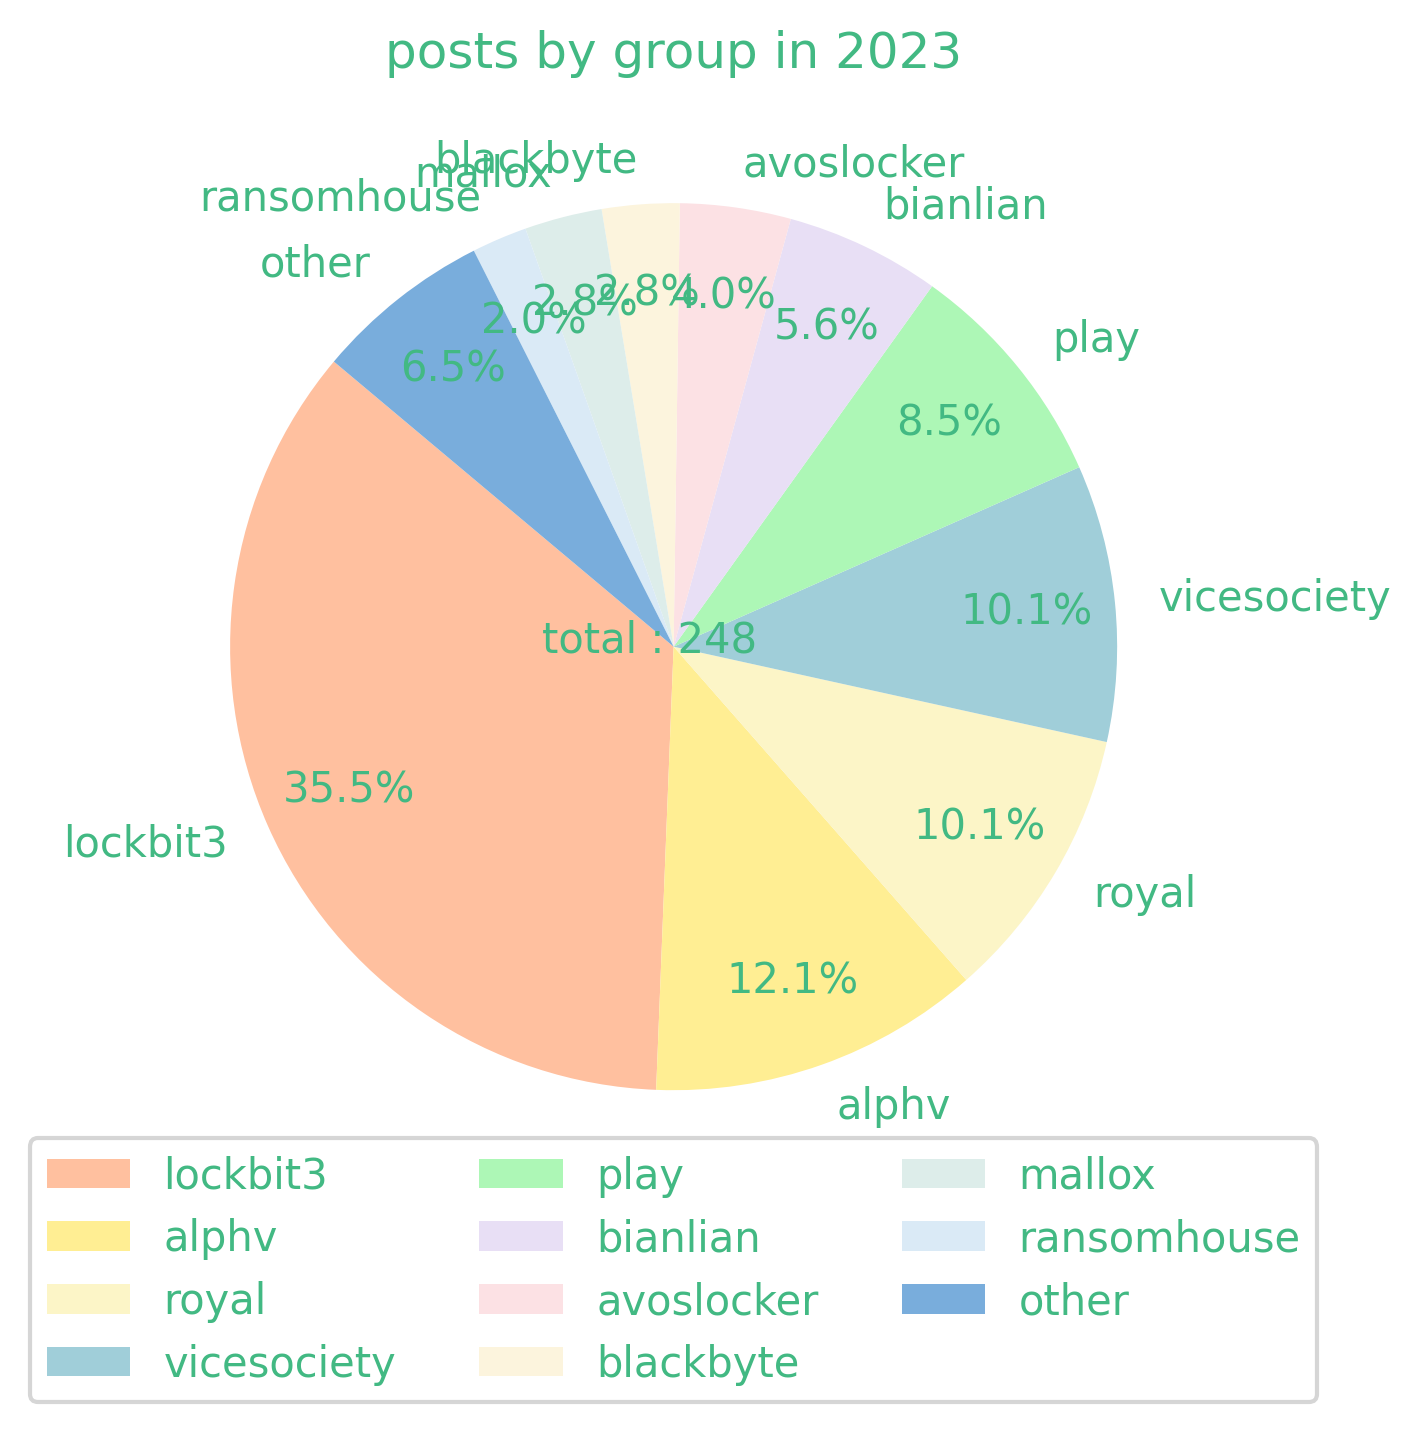 posts by group in 2023
blackbyte
avoslocker
mallox
ransomhouse
bianlian
other
play
vicesociety
royal
alphv
lockbit3
2.8%
4.0%
2.8%
2.0%
5.6%
6.5%
8.5%
10.1%
total : 248
35.5%
10.1%
12.1%
lockbit3
alphv
royal
vicesociety
play
bianlian
avoslocker
blackbyte
mallox
ransomhouse
other